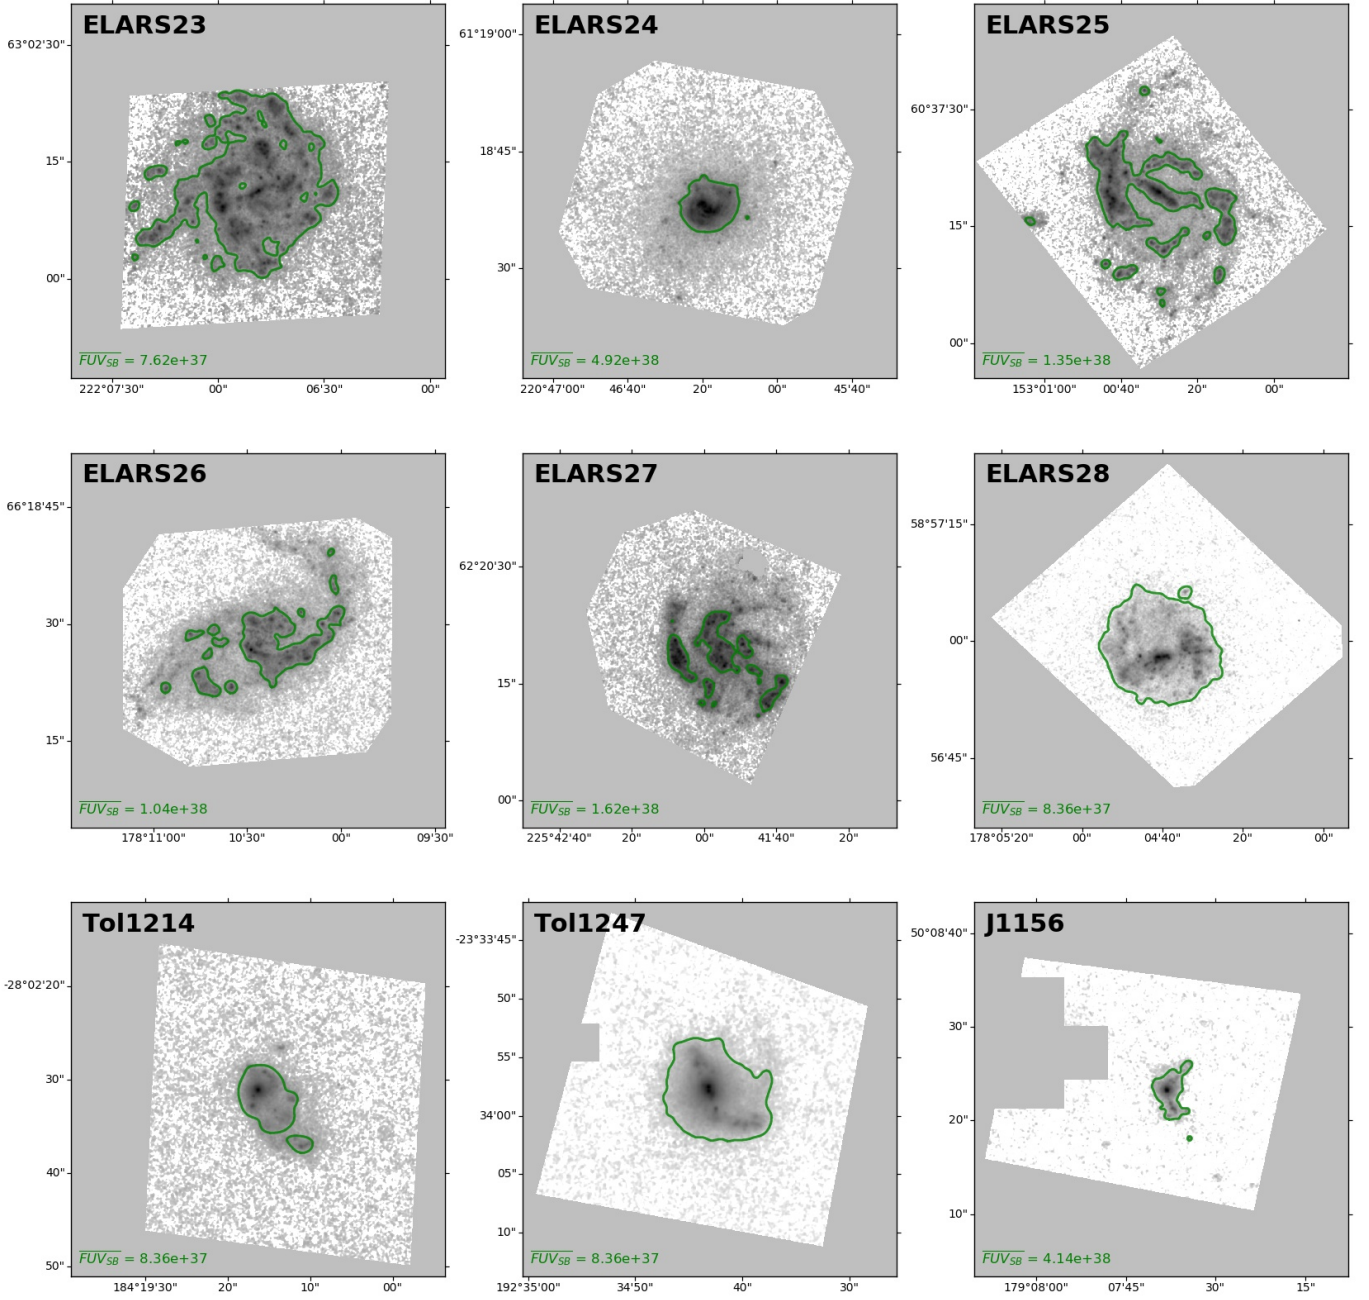 ELARS23 ELARS24 ELARS25
63°02'30" 61°19'00" 60°37'30"
15" 18'45" 15"
00" 30" 00"
FUV_SB = 7.62e+37 FUV_SB = 4.92e+38 FUV_SB = 1.35e+38
222°07'30" 00" 06'30" 00" 220°47'00" 46'40" 20" 00" 45'40" 153°01'00" 00'40" 20" 00"
ELARS26 ELARS27 ELARS28
66°18'45" 62°20'30" 58°57'15"
30" 15" 00"
15" 00" 56'45"
FUV_SB = 1.04e+38 FUV_SB = 1.62e+38 FUV_SB = 8.36e+37
178°11'00" 10'30" 00" 09'30" 225°42'40" 20" 00" 41'40" 20" 178°05'20" 00" 04'40" 20" 00"
Tol1214 Tol1247 J1156
-28°02'20" -23°33'45" 50°08'40"
30" 50" 30"
40" 55" 20"
50" 34'00" 10"
05"
10"
FUV_SB = 8.36e+37 FUV_SB = 8.36e+37 FUV_SB = 4.14e+38
184°19'30" 20" 10" 00" 192°35'00" 34'50" 40" 30" 179°08'00" 07'45" 30" 15"